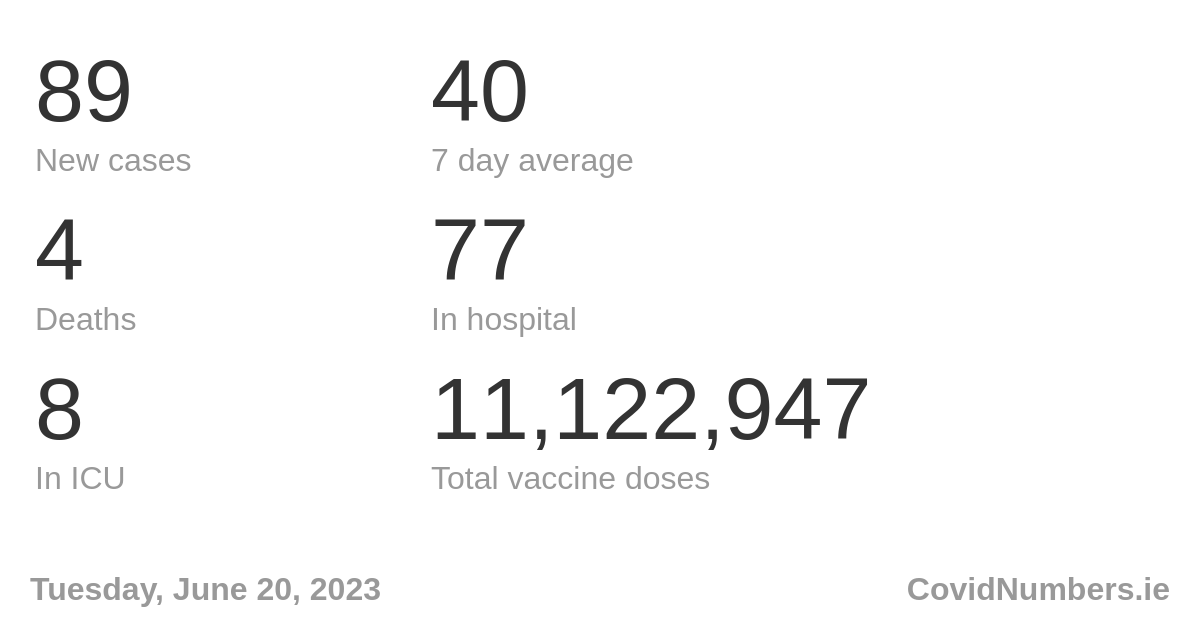 89
40
New cases
7 day average
4
77
Deaths
In hospital
8
11,122,947
In ICU
Total vaccine doses
Tuesday, June 20, 2023
CovidNumbers.ie